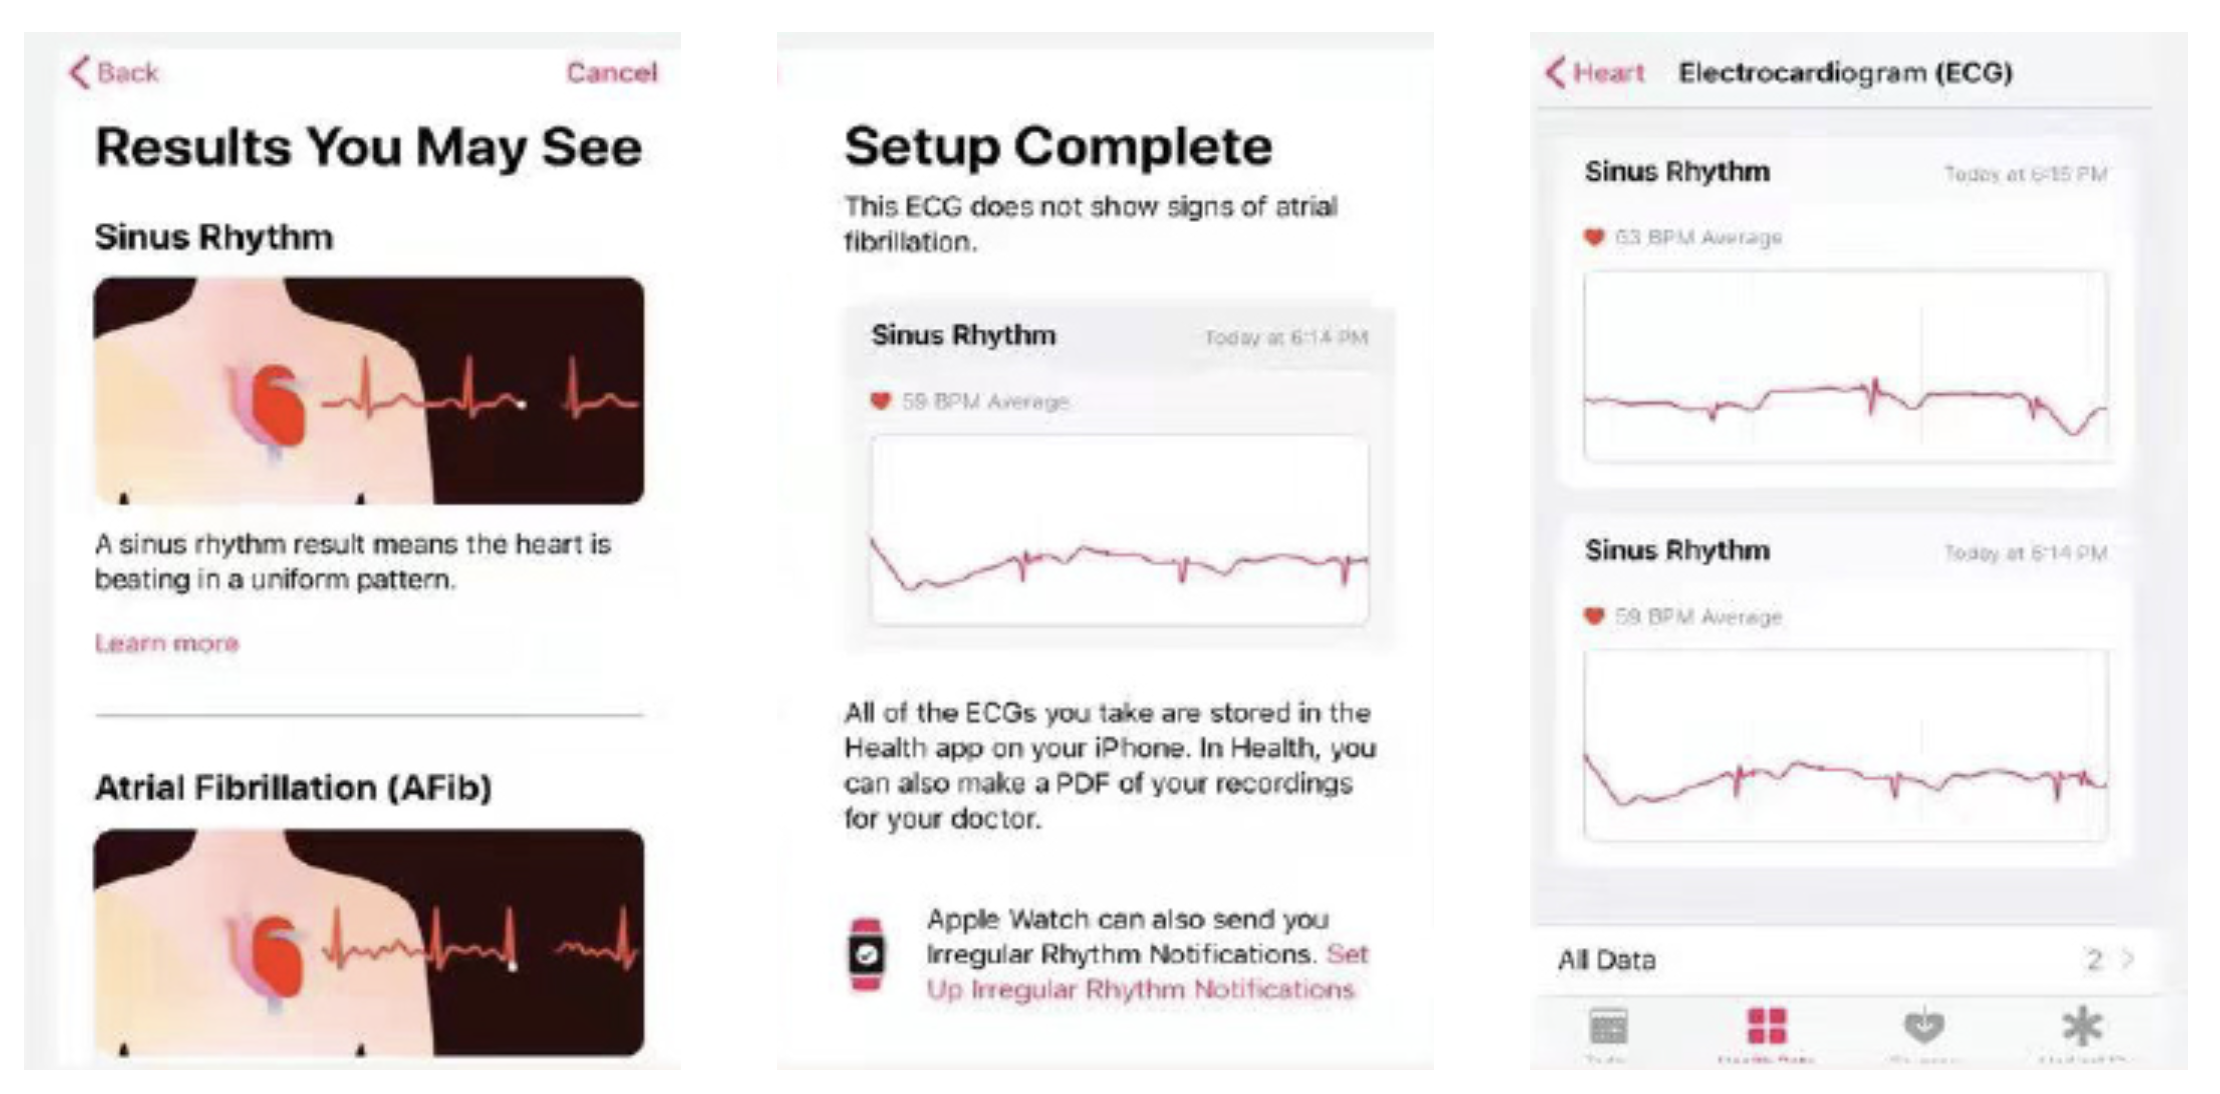 Back
Cancel
Results You May See
Sinus Rhythm
A sinus rhythm result means the heart is
beating in a uniform pattern.
Learn more
Atrial Fibrillation (AFib)
Setup Complete
This ECG does not show signs of atrial
fibrillation.
Sinus Rhythm
Today at 6:14 PM
59 BPM Average
All of the ECGs you take are stored in the
Health app on your iPhone. In Health, you
can also make a PDF of your recordings
for your doctor.
Apple Watch can also send you
Irregular Rhythm Notifications. Set
Up Irregular Rhythm Notifications
Heart
Electrocardiogram (ECG)
Sinus Rhythm
Today at 6:15 PM
63 BPM Average
Sinus Rhythm
Today at 6:14 PM
59 BPM Average
All Data
2